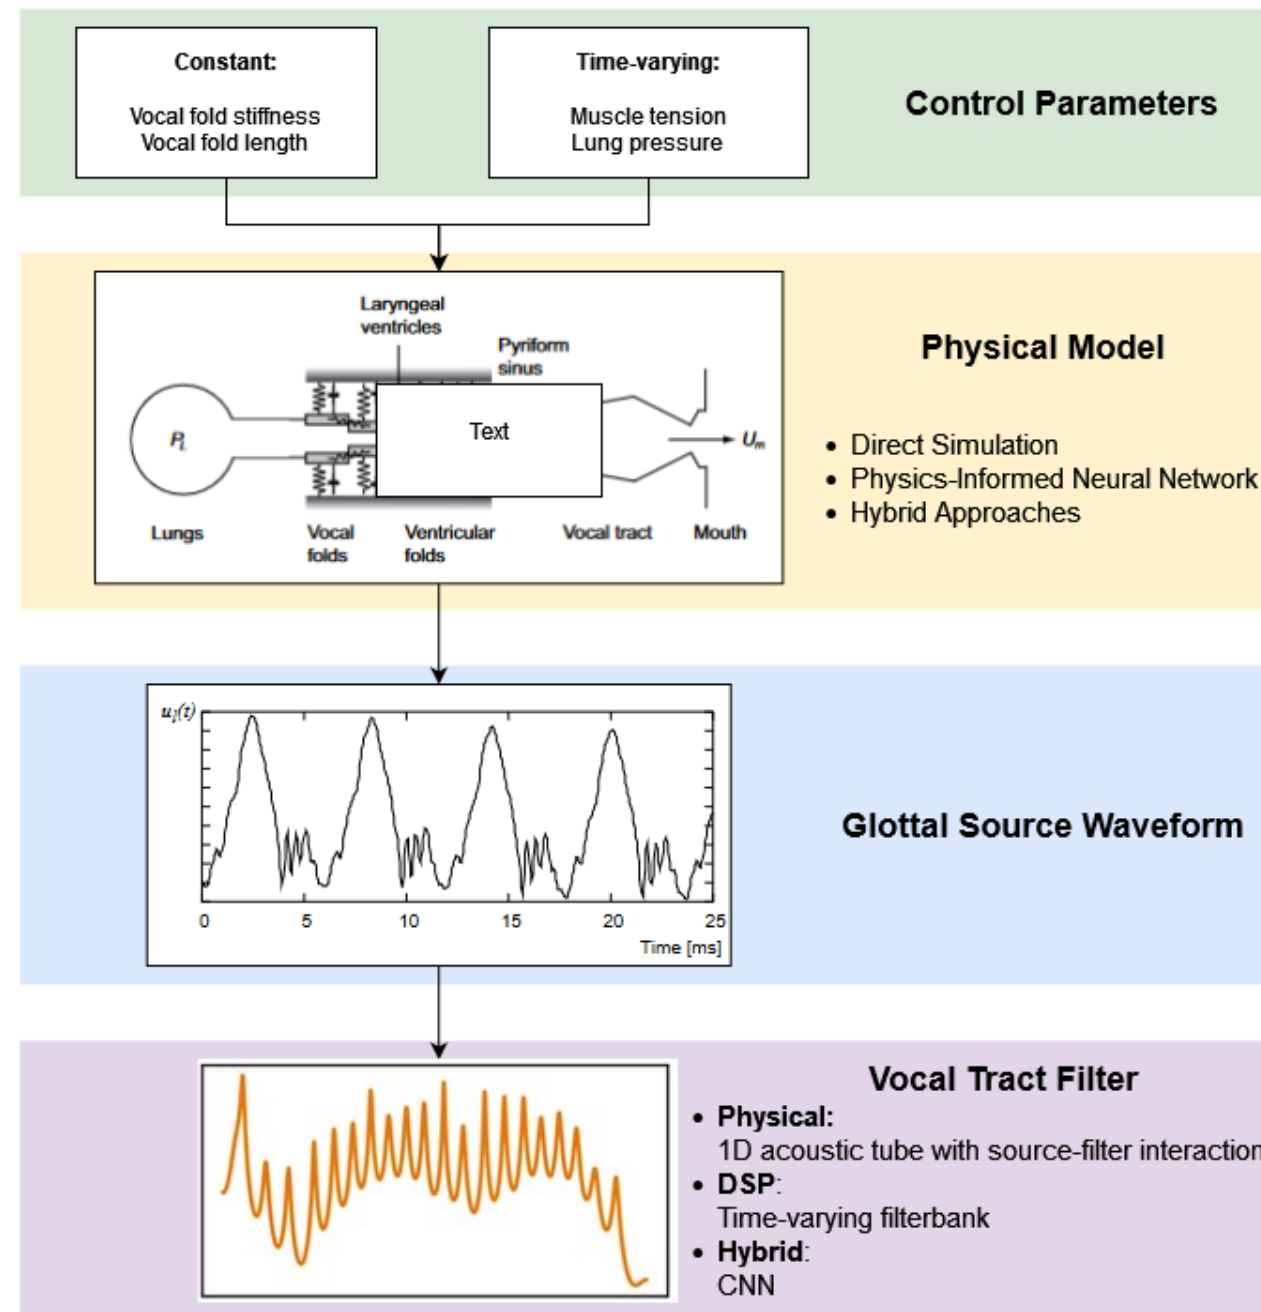 Constant:
Vocal fold stiffness
Vocal fold length
Time-varying:
Muscle tension
Lung pressure
Control Parameters
Laryngeal
ventricles
Pyriform
sinus
P_L
Text
U_m
Lungs
Vocal
folds
Ventricular
folds
Vocal tract
Mouth
Physical Model
• Direct Simulation
• Physics-Informed Neural Network
• Hybrid Approaches
u_l(t)
0 5 10 15 20 25
Time [ms]
Glottal Source Waveform
Vocal Tract Filter
• Physical:
1D acoustic tube with source-filter interaction
• DSP:
Time-varying filterbank
• Hybrid:
CNN